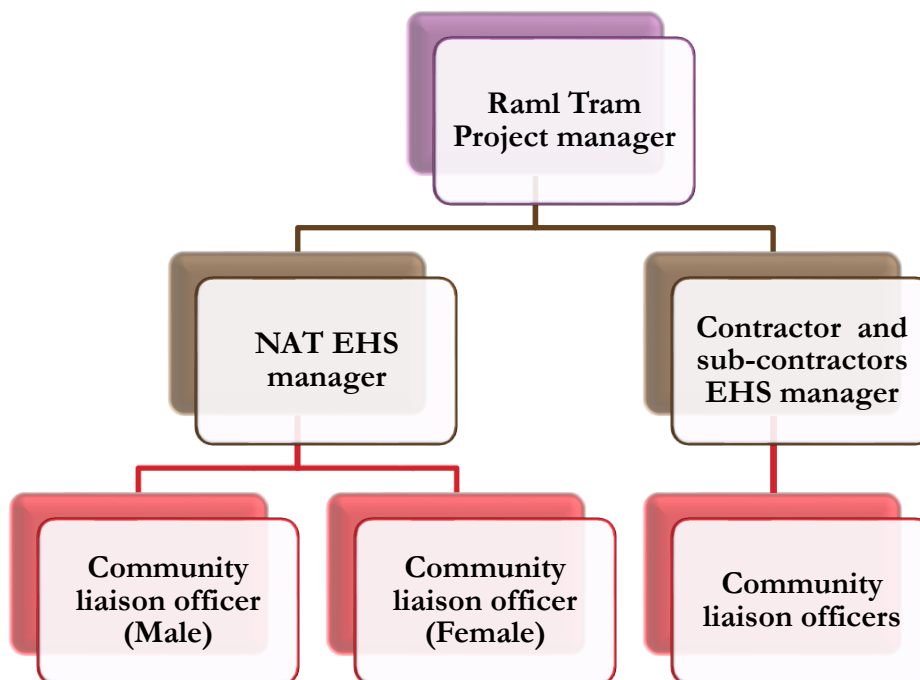 Raml Tram
Project manager
NAT EHS
manager
Contractor and
sub-contractors
EHS manager
Community
liaison officer
(Male)
Community
liaison officer
(Female)
Community
liaison officers